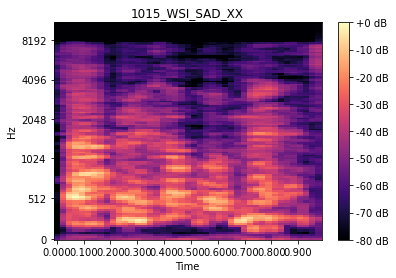 1015_WSI_SAD_XX
Hz
8192
4096
2048
1024
512
0
0.0000.1000.2000.3000.4000.5000.6000.7000.8000.900
Time
+0 dB
-10 dB
-20 dB
-30 dB
-40 dB
-50 dB
-60 dB
-70 dB
-80 dB